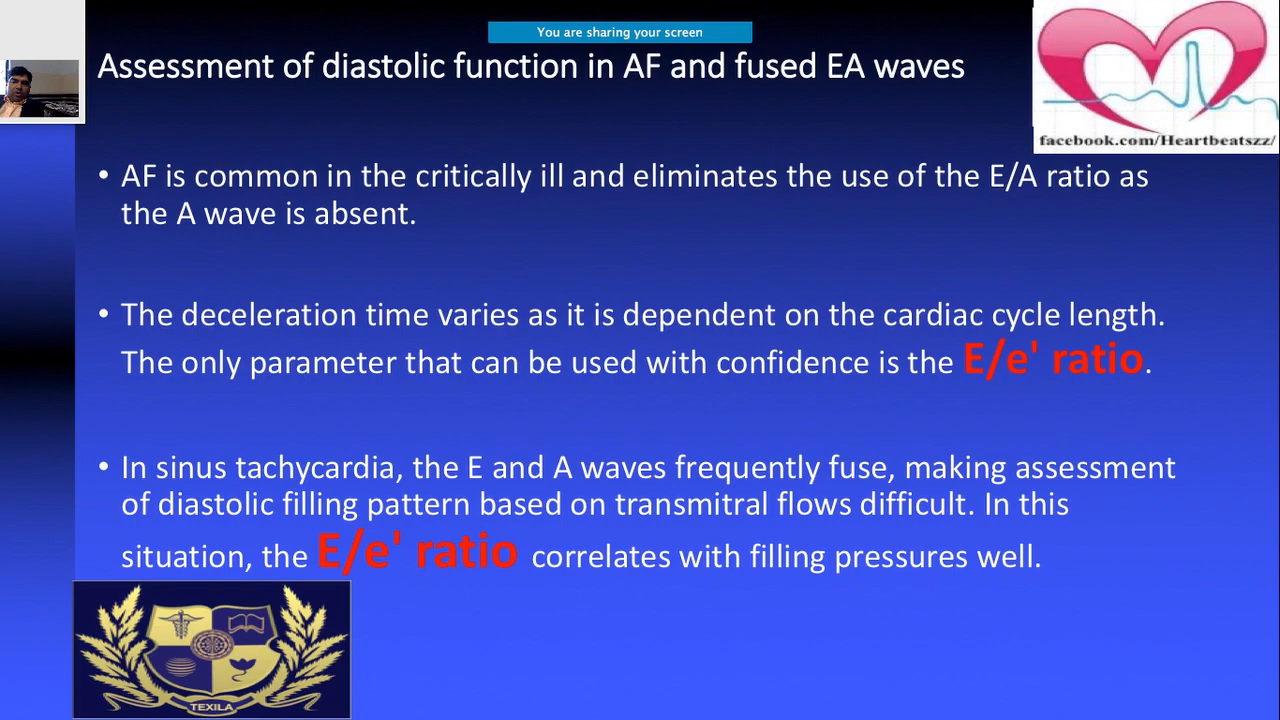 You are sharing your screen
Assessment of diastolic function in AF and fused EA waves
facebook.com/Heartbeatszz/
• AF is common in the critically ill and eliminates the use of the E/A ratio as
the A wave is absent.
• The deceleration time varies as it is dependent on the cardiac cycle length.
The only parameter that can be used with confidence is the E/e' ratio.
• In sinus tachycardia, the E and A waves frequently fuse, making assessment
of diastolic filling pattern based on transmitral flows difficult. In this
situation, the E/e' ratio correlates with filling pressures well.
TEXILA